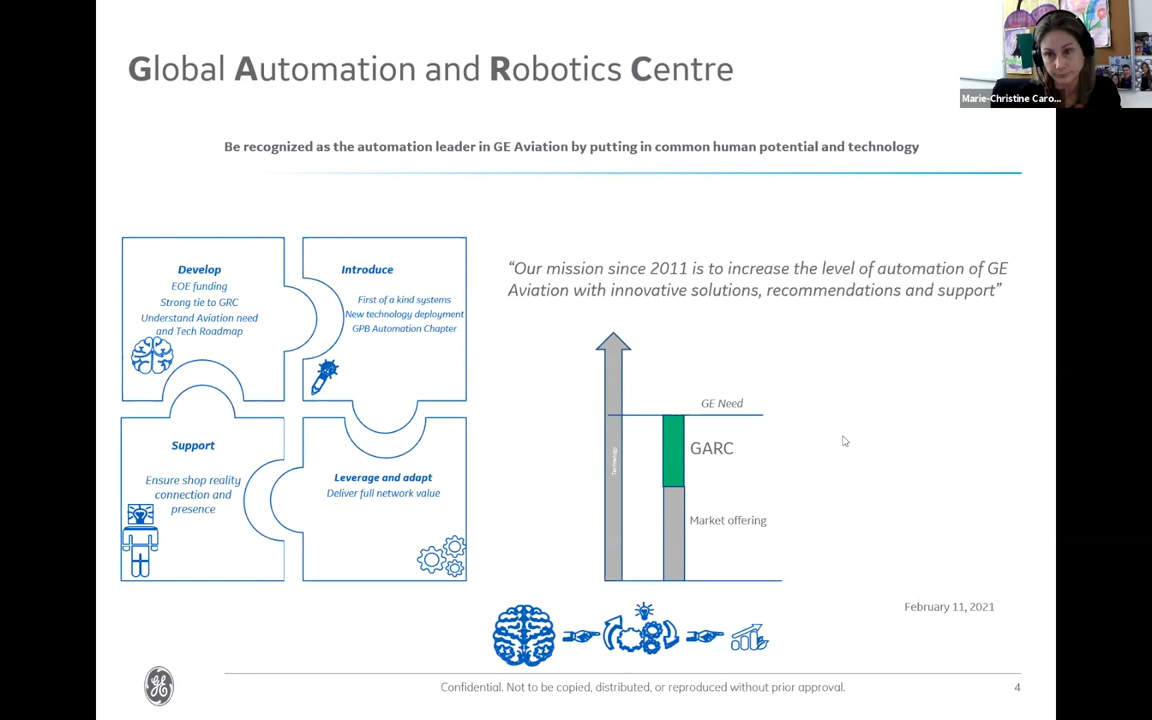 Global Automation and Robotics Centre
Marie-Christine Caro...
Be recognized as the automation leader in GE Aviation by putting in common human potential and technology
Develop
EOE funding
Strong tie to GRC
Understand Aviation need
and Tech Roadmap
Introduce
First of a kind systems
New technology deployment
GPB Automation Chapter
Support
Ensure shop reality
connection and
presence
Leverage and adapt
Deliver full network value
“Our mission since 2011 is to increase the level of automation of GE
Aviation with innovative solutions, recommendations and support”
GE Need
GARC
Technology
Market offering
February 11, 2021
GE
Confidential. Not to be copied, distributed, or reproduced without prior approval.
4